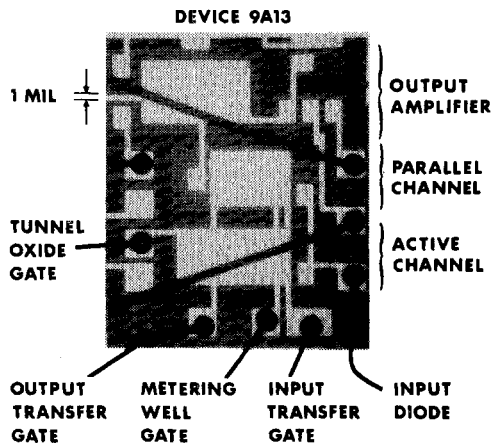 DEVICE 9A13
1 MIL
OUTPUT
AMPLIFIER
PARALLEL
CHANNEL
TUNNEL
OXIDE
GATE
ACTIVE
CHANNEL
OUTPUT
TRANSFER
GATE
METERING
WELL
GATE
INPUT
TRANSFER
GATE
INPUT
DIODE